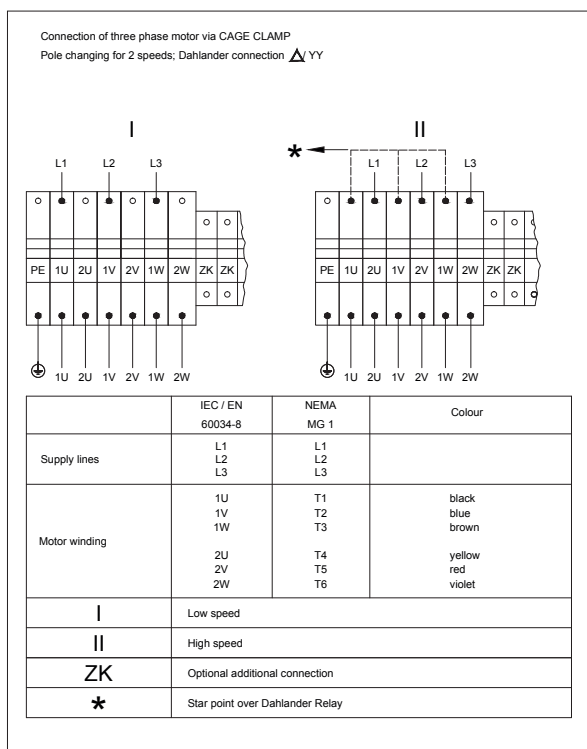 Connection of three phase motor via CAGE CLAMP
Pole changing for 2 speeds; Dahlander connection △/ YY
I
II
*
L1 L2 L3
L1 L2 L3
PE 1U 2U 1V 2V 1W 2W ZK ZK
PE 1U 2U 1V 2V 1W 2W ZK ZK
1U 2U 1V 2V 1W 2W
1U 2U 1V 2V 1W 2W
IEC / EN
60034-8
NEMA
MG 1
Colour
Supply lines
L1 L1
L2 L2
L3 L3
Motor winding
1U T1 black
1V T2 blue
1W T3 brown
2U T4 yellow
2V T5 red
2W T6 violet
I Low speed
II High speed
ZK Optional additional connection
* Star point over Dahlander Relay